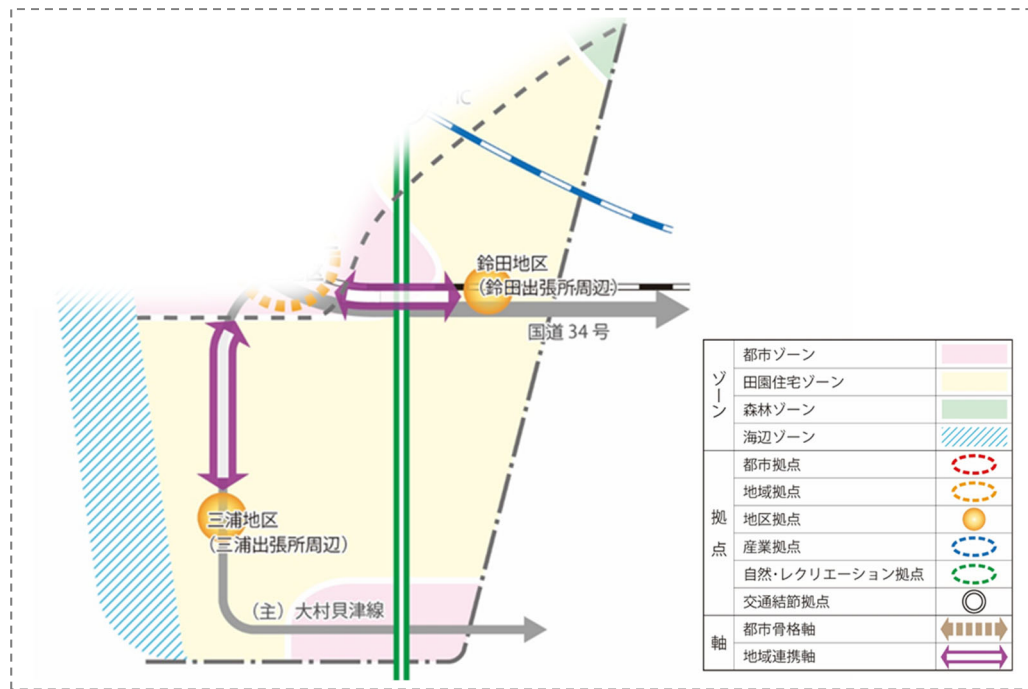 IC
鈴田地区
(鈴田出張所周辺)
国道 34 号
三浦地区
(三浦出張所周辺)
(主) 大村貝津線
ゾーン
都市ゾーン
田園住宅ゾーン
森林ゾーン
海辺ゾーン
拠点
都市拠点
地域拠点
地区拠点
産業拠点
自然・レクリエーション拠点
交通結節拠点
軸
都市骨格軸
地域連携軸